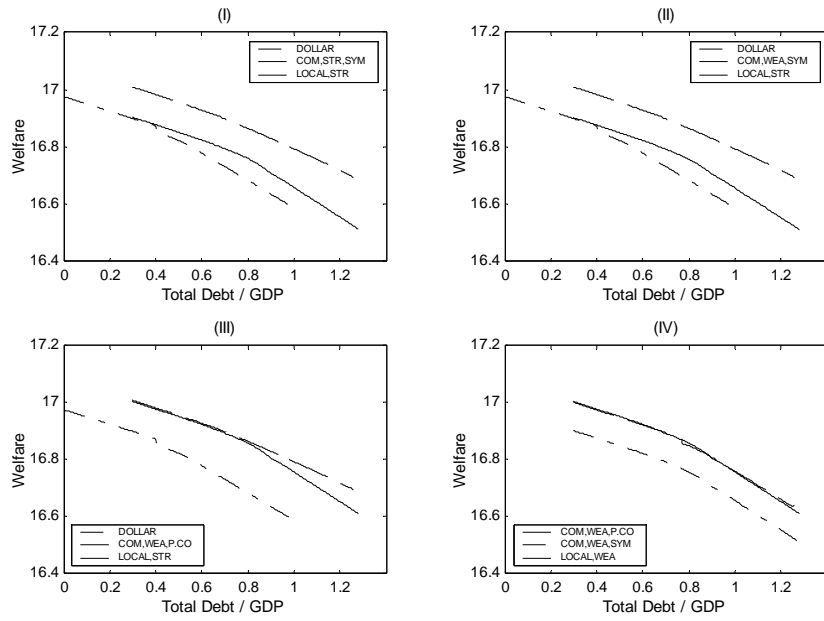 (I)
17.2
17
16.8
16.6
16.4
Welfare
DOLLAR
COM,STR,SYM
LOCAL,STR
0 0.2 0.4 0.6 0.8 1 1.2
Total Debt / GDP
(II)
17.2
17
16.8
16.6
16.4
Welfare
DOLLAR
COM,WEA,SYM
LOCAL,STR
0 0.2 0.4 0.6 0.8 1 1.2
Total Debt / GDP
(III)
17.2
17
16.8
16.6
16.4
Welfare
DOLLAR
COM,WEA,P.CO
LOCAL,STR
0 0.2 0.4 0.6 0.8 1 1.2
Total Debt / GDP
(IV)
17.2
17
16.8
16.6
16.4
Welfare
COM,WEA,P.CO
COM,WEA,SYM
LOCAL,WEA
0 0.2 0.4 0.6 0.8 1 1.2
Total Debt / GDP